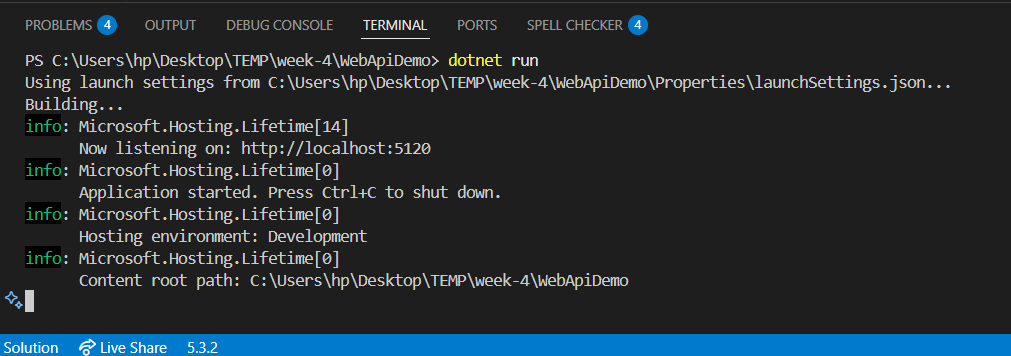 PROBLEMS 4 OUTPUT DEBUG CONSOLE TERMINAL PORTS SPELL CHECKER 4
PS C:\Users\hp\Desktop\TEMP\week-4\WebApiDemo> dotnet run
Using launch settings from C:\Users\hp\Desktop\TEMP\week-4\WebApiDemo\Properties\launchSettings.json...
Building...
info: Microsoft.Hosting.Lifetime[14]
Now listening on: http://localhost:5120
info: Microsoft.Hosting.Lifetime[0]
Application started. Press Ctrl+C to shut down.
info: Microsoft.Hosting.Lifetime[0]
Hosting environment: Development
info: Microsoft.Hosting.Lifetime[0]
Content root path: C:\Users\hp\Desktop\TEMP\week-4\WebApiDemo
Solution Live Share 5.3.2